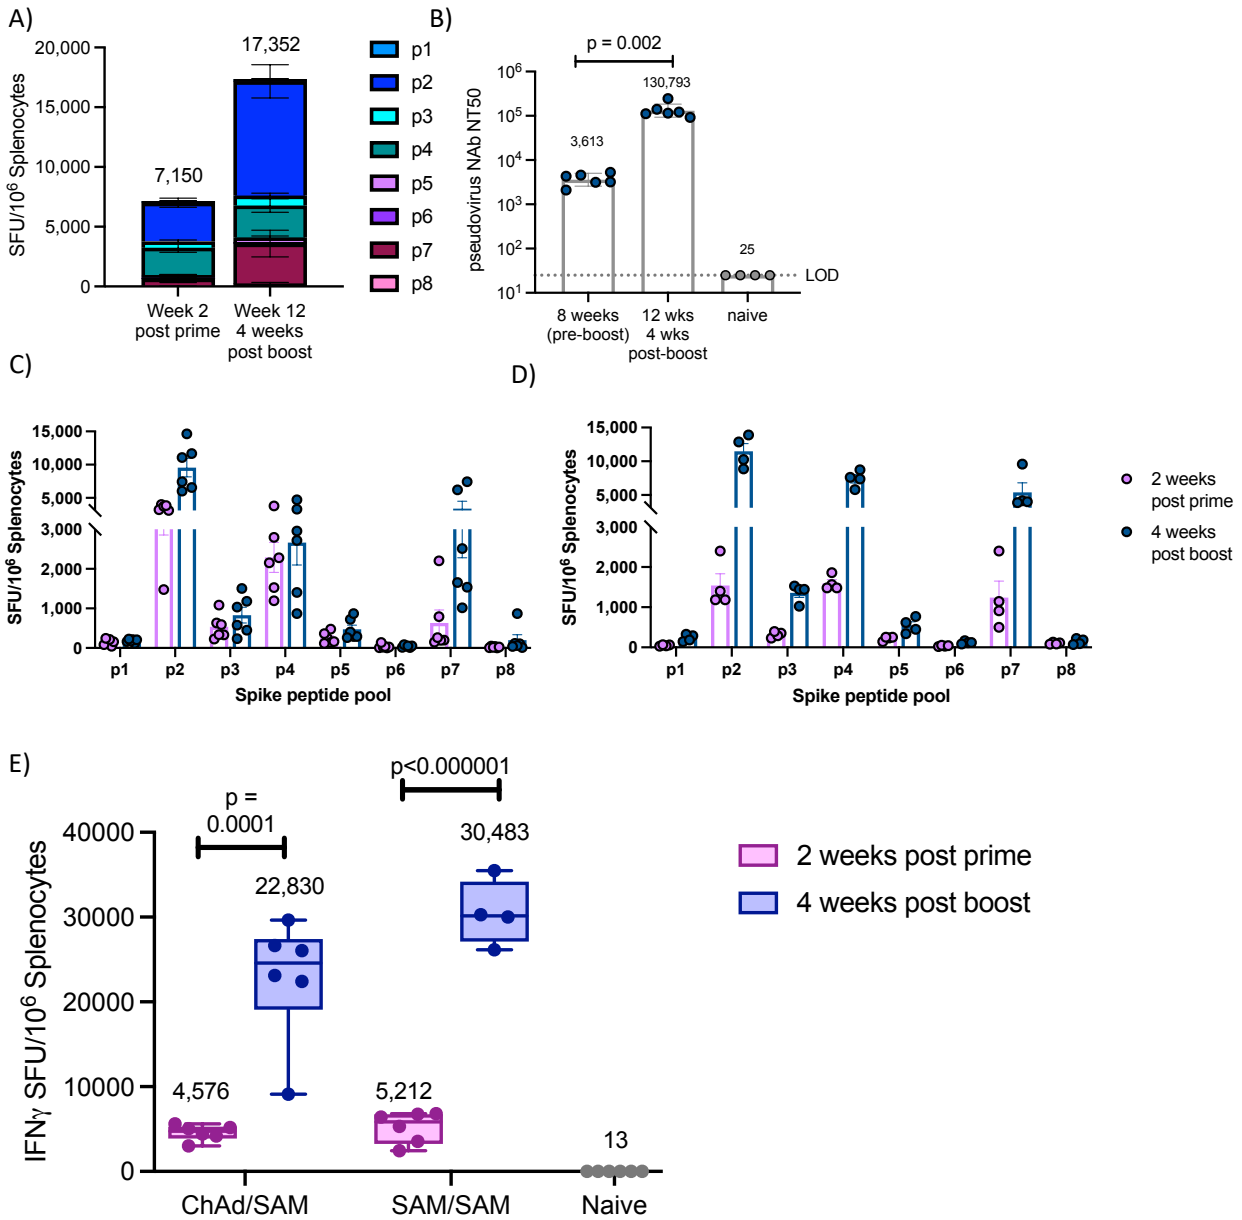 A)
SFU/10⁶ Splenocytes
20,000
15,000
10,000
5,000
0
7,150
17,352
Week 2
post prime
Week 12
4 weeks
post boost
p1
p2
p3
p4
p5
p6
p7
p8
B)
p = 0.002
pseudovirus NAb NT50
10⁶
10⁵
10⁴
10³
10²
10¹
3,613
130,793
25
LOD
8 weeks
(pre-boost)
12 wks
4 wks
post-boost
naive
C)
SFU/10⁶ Splenocytes
15,000
10,000
5,000
3,000
2,000
1,000
0
p1
p2
p3
p4
p5
p6
p7
p8
Spike peptide pool
D)
SFU/10⁶ Splenocytes
15,000
10,000
5,000
3,000
2,000
1,000
0
p1
p2
p3
p4
p5
p6
p7
p8
Spike peptide pool
2 weeks
post prime
4 weeks
post boost
E)
IFNγ SFU/10⁶ Splenocytes
40000
30000
20000
10000
0
p =
0.0001
p<0.000001
22,830
30,483
4,576
5,212
13
ChAd/SAM
SAM/SAM
Naive
2 weeks post prime
4 weeks post boost